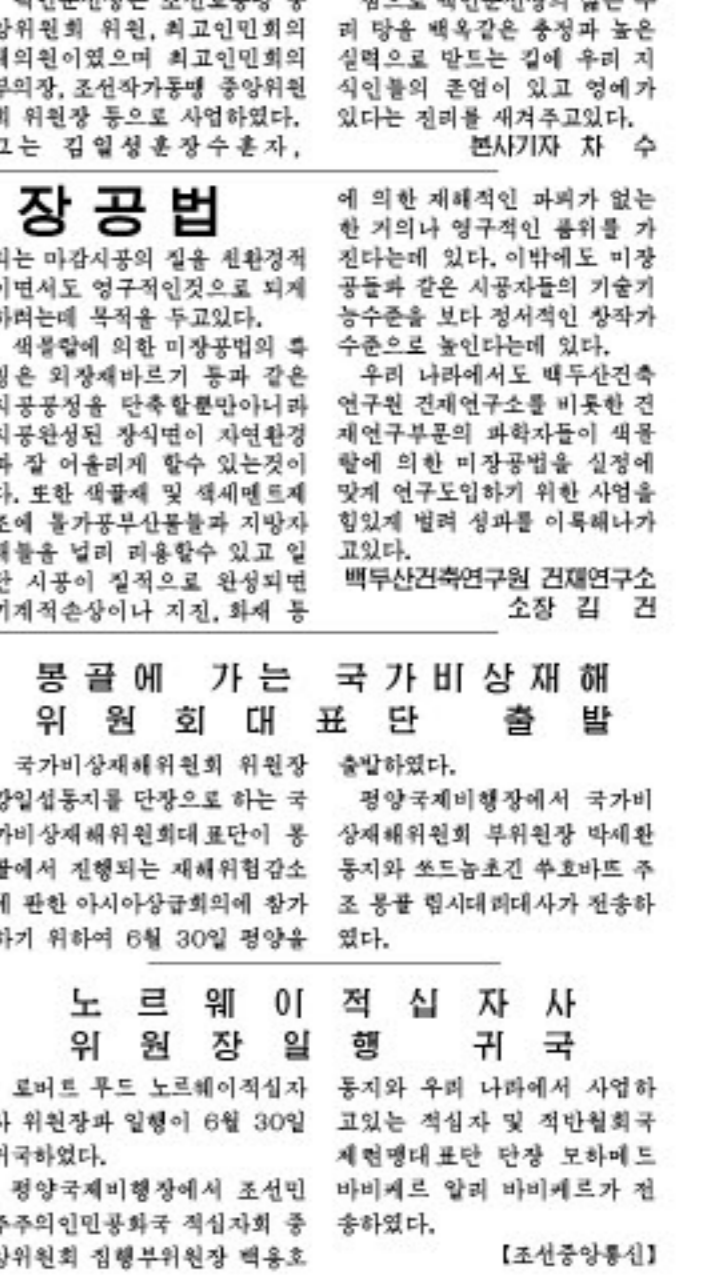 앙위원회 위원, 최고인민회의
대의원이였으며 최고인민회의
부의장, 조선작가동맹 중앙위원
회 위원장 등으로 사업하였다.
그는 김일성훈장수훈자,
리 당을 백옥같은 충정과 높은
실력으로 받드는 길에 우리 지
식인들의 존엄이 있고 영예가
있다는 진리를 새겨주고있다.
본사기자 차 수
장공법
되는 마감시공의 질을 친환경적
이면서도 영구적인것으로 되게
하려는데 목적을 두고있다.
색몰탈에 의한 미장공법의 특
징은 외장재바르기 등과 같은
시공공정을 단축할뿐만아니라
시공완성된 장식면이 자연환경
과 잘 어울리게 할수 있는것이
다. 또한 색골재 및 색세멘트제
조에 돌가공부산물들과 지방자
재들을 널리 리용할수 있고 일
단 시공이 질적으로 완성되면
기계적손상이나 지진, 화재 등
에 의한 재해적인 파괴가 없는
한 거의나 영구적인 품위를 가
진다는데 있다. 이밖에도 미장
공들과 같은 시공자들의 기술기
능수준을 보다 정서적인 창작가
수준으로 높인다는데 있다.
우리 나라에서도 백두산건축
연구원 건재연구소를 비롯한 건
재연구부문의 과학자들이 색몰
탈에 의한 미장공법을 실정에
맞게 연구도입하기 위한 사업을
힘있게 벌려 성과를 이룩해나가
고있다.
백두산건축연구원 건재연구소
소장 김 건
몽골에 가는 국가비상재해
위원회대표단 출발
국가비상재해위원회 위원장
강일섭동지를 단장으로 하는 국
가비상재해위원회대표단이 몽
골에서 진행되는 재해위험감소
에 관한 아시아상급회의에 참가
하기 위하여 6월 30일 평양을
출발하였다.
평양국제비행장에서 국가비
상재해위원회 부위원장 박세환
동지와 쏘드놈초긴 쑤흐바트 주
조 몽골 림시대리대사가 전송하
였다.
노르웨이적십자사
위원장일행 귀국
로버트 무드 노르웨이적십자
사 위원장과 일행이 6월 30일
귀국하였다.
평양국제비행장에서 조선민
주주의인민공화국 적십자회 중
앙위원회 집행부위원장 백용호
동지와 우리 나라에서 사업하
고있는 적십자 및 적반월회국
제련맹대표단 단장 모하메드
바비케르 알리 바비케르가 전
송하였다.
【조선중앙통신】